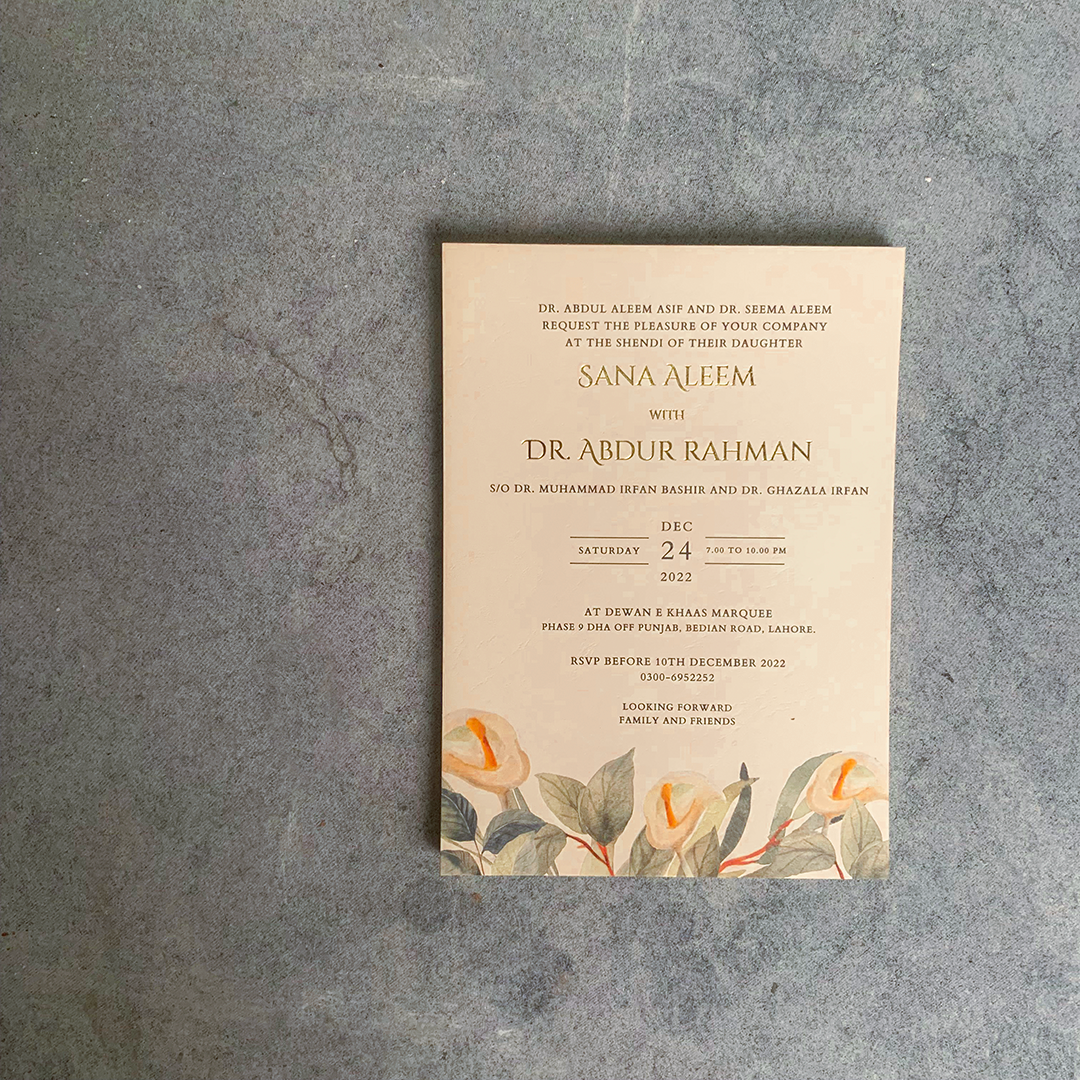 DR. ABDUL ALEEM ASIF AND DR. SEEMA ALEEM
REQUEST THE PLEASURE OF YOUR COMPANY
AT THE SHENDI OF THEIR DAUGHTER
SANA ALEEM
WITH
DR. ABDUR RAHMAN
S/O DR. MUHAMMAD IRFAN BASHIR AND DR. GHAZALA IRFAN
DEC
SATURDAY 24 7.00 TO 10.00 PM
2022
AT DEWAN E KHAAS MARQUEE
PHASE 9 DHA OFF PUNJAB, BEDIAN ROAD, LAHORE.
RSVP BEFORE 10TH DECEMBER 2022
0300-6952252
LOOKING FORWARD
FAMILY AND FRIENDS